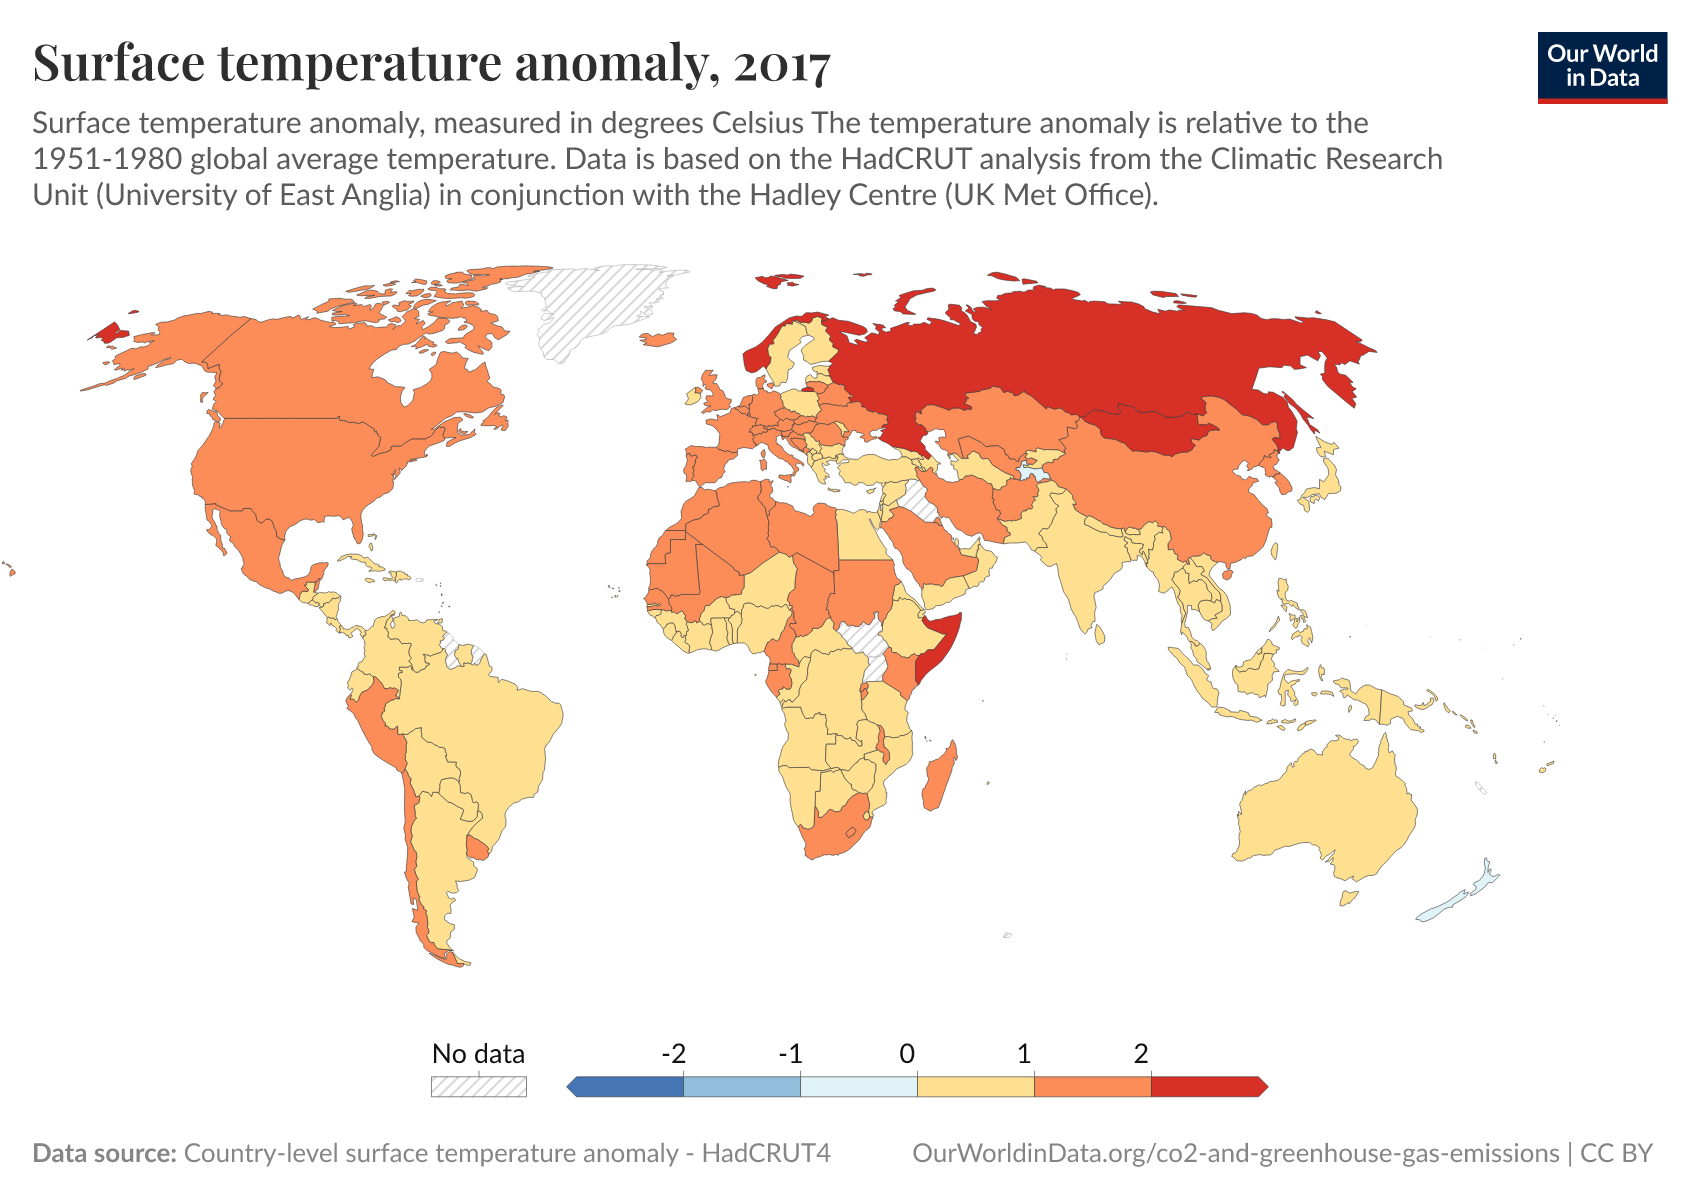 Surface temperature anomaly, 2017
Our World
in Data
Surface temperature anomaly, measured in degrees Celsius The temperature anomaly is relative to the
1951-1980 global average temperature. Data is based on the HadCRUT analysis from the Climatic Research
Unit (University of East Anglia) in conjunction with the Hadley Centre (UK Met Office).
No data -2 -1 0 1 2
Data source: Country-level surface temperature anomaly - HadCRUT4
OurWorldinData.org/co2-and-greenhouse-gas-emissions | CC BY